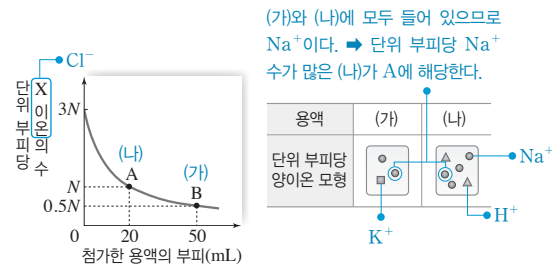 (가)와 (나)에 모두 들어 있으므로
Na⁺이다. ➡ 단위 부피당 Na⁺
수가 많은 (나)가 A에 해당한다.
Cl⁻
단위 부피당 X 이온의 수
3N
N
0.5N
(나)
A
(가)
B
0
20
50
첨가한 용액의 부피(mL)
용액 (가) (나)
단위 부피당
양이온 모형
Na⁺
H⁺
K⁺